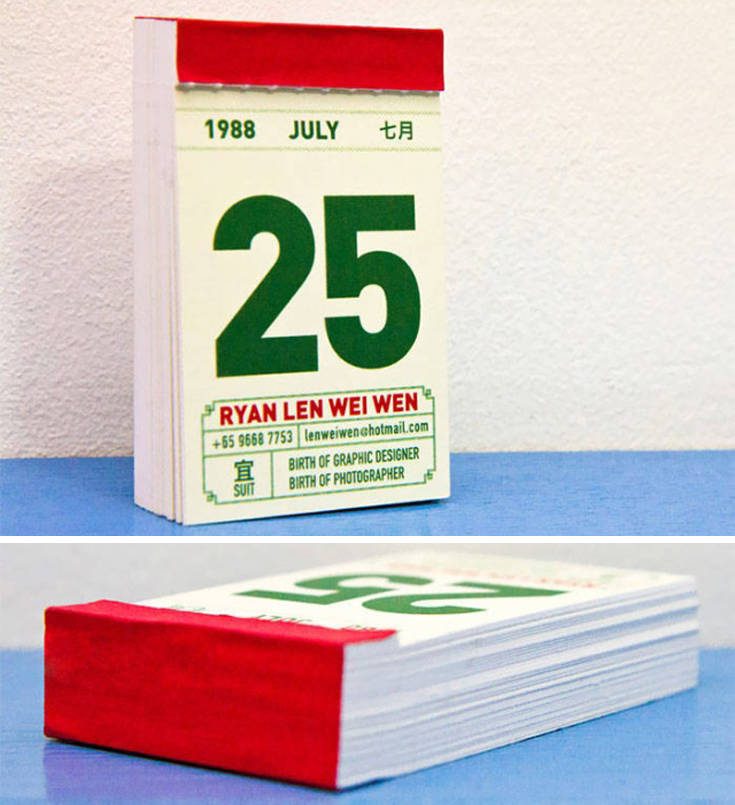 1988 JULY 七月
25
RYAN LEN WEI WEN
+65 9668 7753 lenweiwen@hotmail.com
宜 BIRTH OF GRAPHIC DESIGNER
SUIT BIRTH OF PHOTOGRAPHER
25